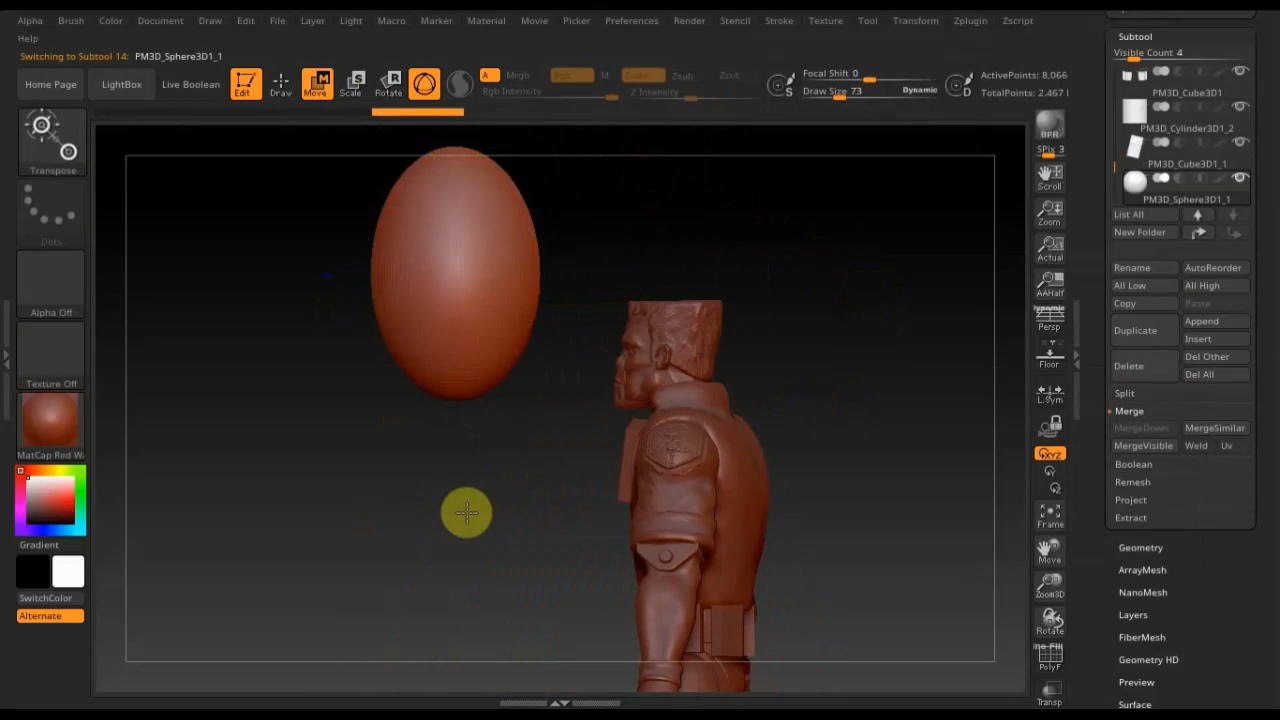 Alpha Brush Color Document Draw Edit File Layer Light Macro Marker Material Movie Picker Preferences Render Stencil Stroke Texture Tool Transform Zplugin Zscript
Help
Switching to Subtool 14: PM3D_Sphere3D1_1
Home Page
LightBox
Live Boolean
Edit
Draw
Move
Scale
Rotate
A
Mrgb
Rgb
M
Zadd
Zsub
Zcut
Rgb Intensity
Z Intensity
Focal Shift 0
Draw Size 73
Dynamic
S
D
ActivePoints: 8,066
TotalPoints: 2.467
Transpose
Dots
Alpha Off
Texture Off
MatCap Red W
Gradient
SwitchColor
Alternate
BPR
SPix 3
Scroll
Zoom
Actual
AAHalf
Dynamic
Persp
Floor
L.Sym
XYZ
Frame
Move
Zoom3D
Rotate
PolyF
Transp
Subtool
Visible Count 4
PM3D_Cube3D1
PM3D_Cylinder3D1_2
PM3D_Cube3D1_1
PM3D_Sphere3D1_1
List All
New Folder
Rename AutoReorder
All Low All High
Copy Paste
Duplicate
Append
Insert
Delete
Del Other
Del All
Split
Merge
MergeDown MergeSimilar
MergeVisible Weld Uv
Boolean
Remesh
Project
Extract
Geometry
ArrayMesh
NanoMesh
Layers
FiberMesh
Geometry HD
Preview
Surface